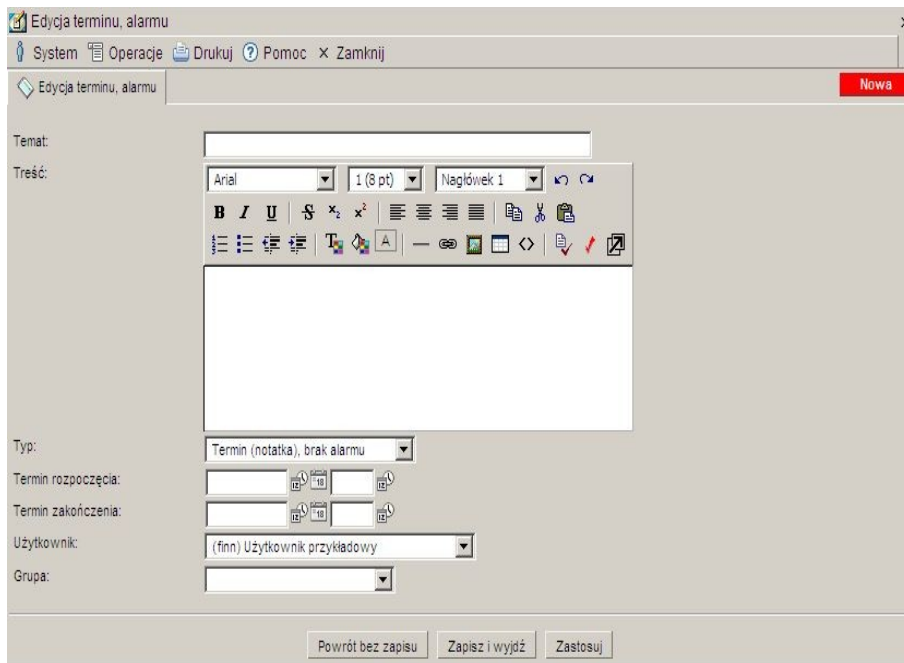 Edycja terminu, alarmu
System Operacje Drukuj Pomoc Zamknij
Edycja terminu, alarmu
Nowa
Temat:
Treść:
Arial 1 (8 pt) Nagłówek 1
B I U S x2 x2
T A
Typ: Termin (notatka), brak alarmu
Termin rozpoczęcia:
Termin zakończenia:
Użytkownik: (finn) Użytkownik przykładowy
Grupa:
Powrót bez zapisu Zapisz i wyjdź Zastosuj